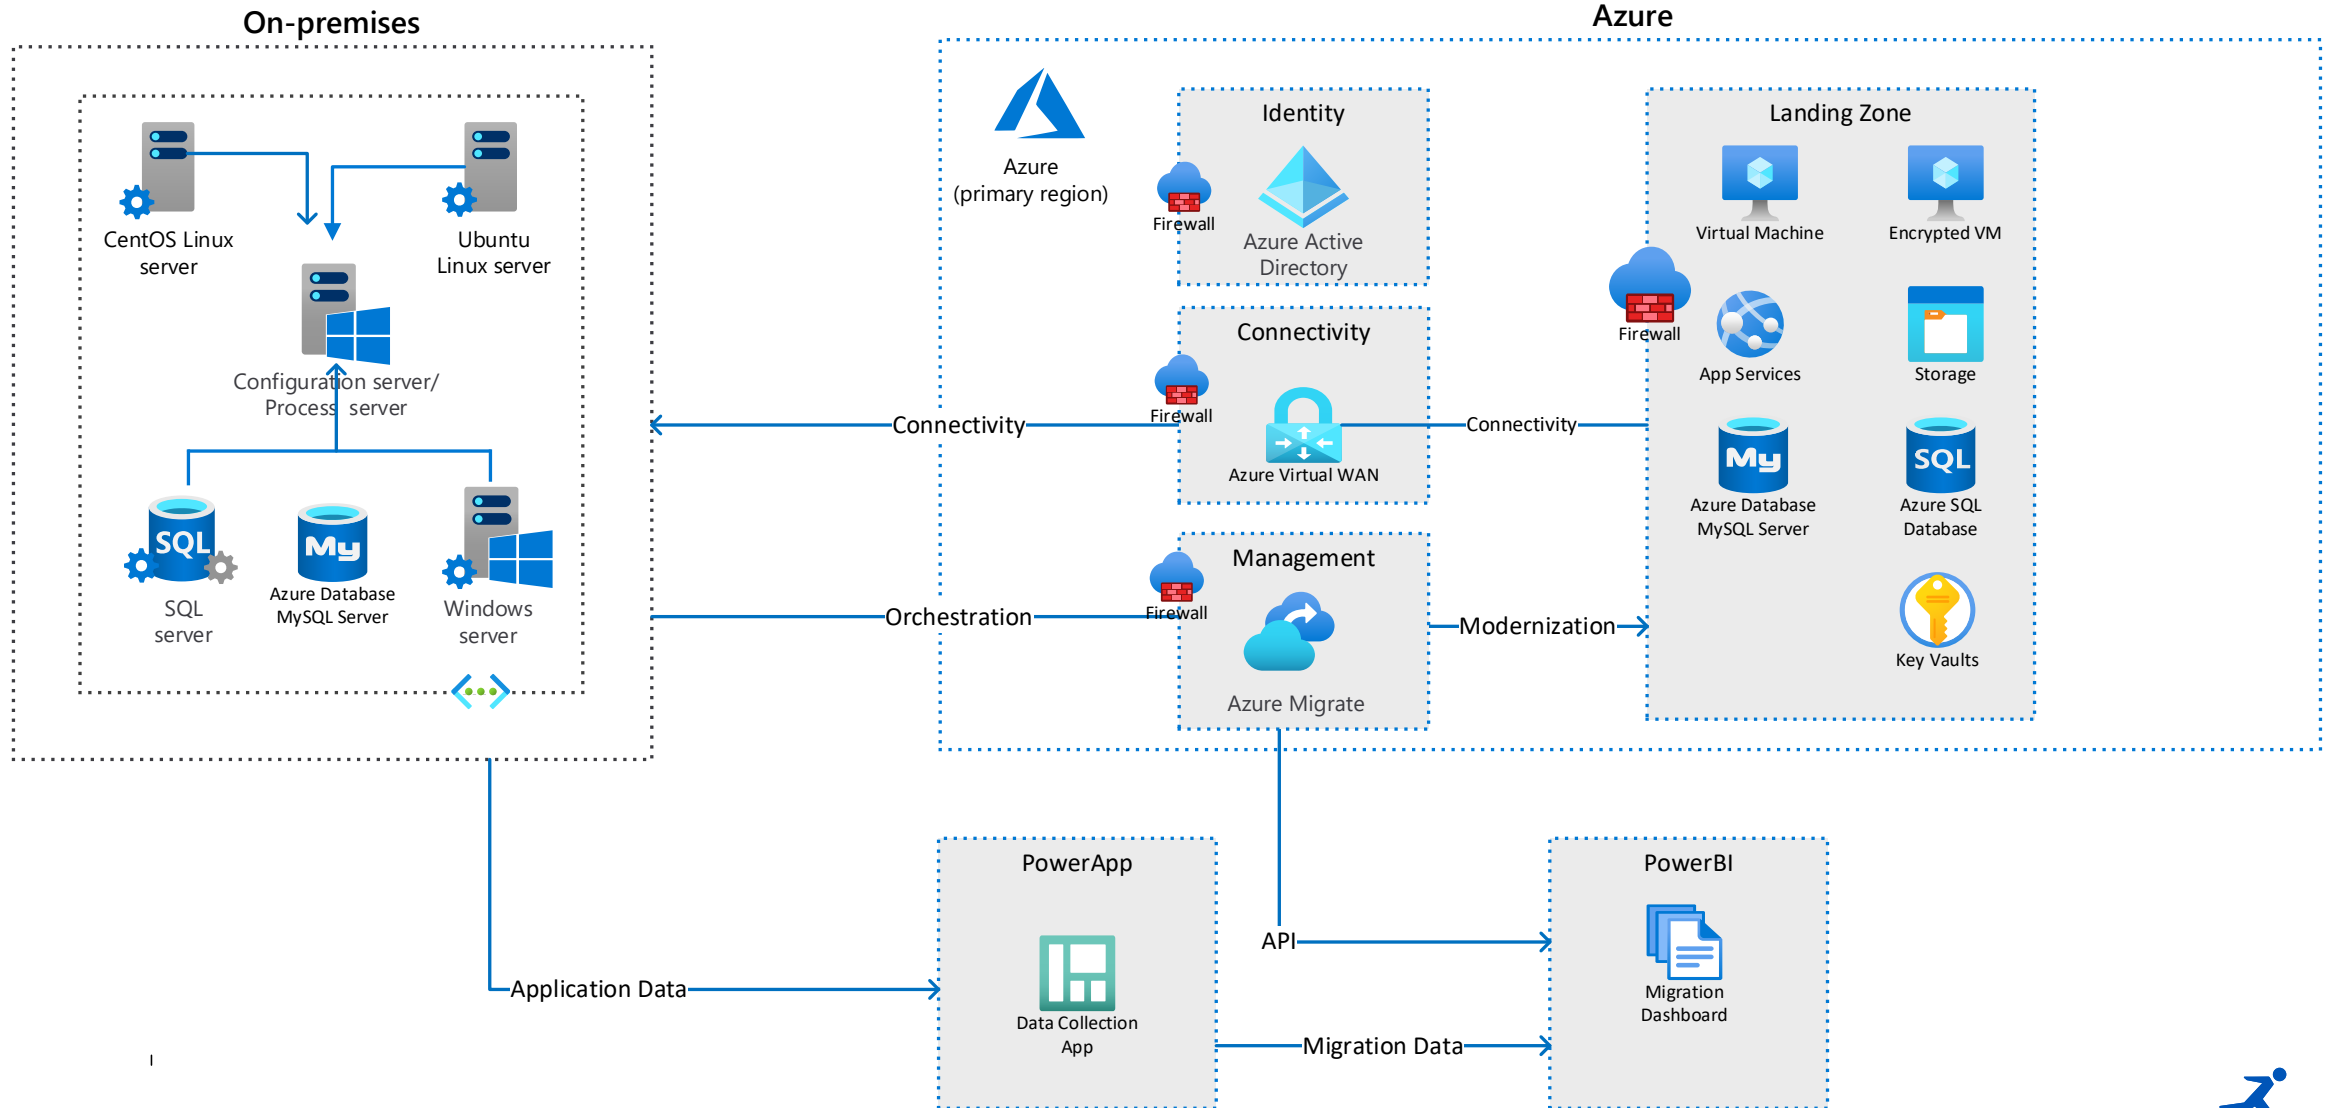 On-premises
Azure
CentOS Linux
server
Ubuntu
Linux server
Configuration server/
Process server
SQL
SQL
server
My
Azure Database
MySQL Server
Windows
server
Connectivity
Orchestration
Azure
(primary region)
Identity
Firewall
Azure Active
Directory
Connectivity
Firewall
Azure Virtual WAN
Connectivity
Management
Firewall
Azure Migrate
Modernization
Landing Zone
Virtual Machine
Encrypted VM
Firewall
App Services
Storage
My
Azure Database
MySQL Server
SQL
Azure SQL
Database
Key Vaults
Application Data
PowerApp
Data Collection
App
API
Migration Data
PowerBI
Migration
Dashboard
I